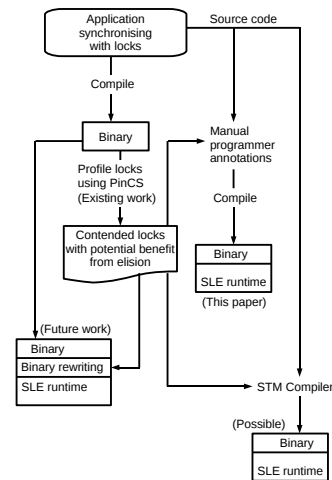 Application
synchronising
with locks
Source code
Compile
Binary
Manual
programmer
annotations
Profile locks
using PinCS
(Existing work)
Compile
Contended locks
with potential benefit
from elision
Binary
SLE runtime
(This paper)
(Future work)
Binary
Binary rewriting
SLE runtime
STM Compiler
(Possible)
Binary
SLE runtime